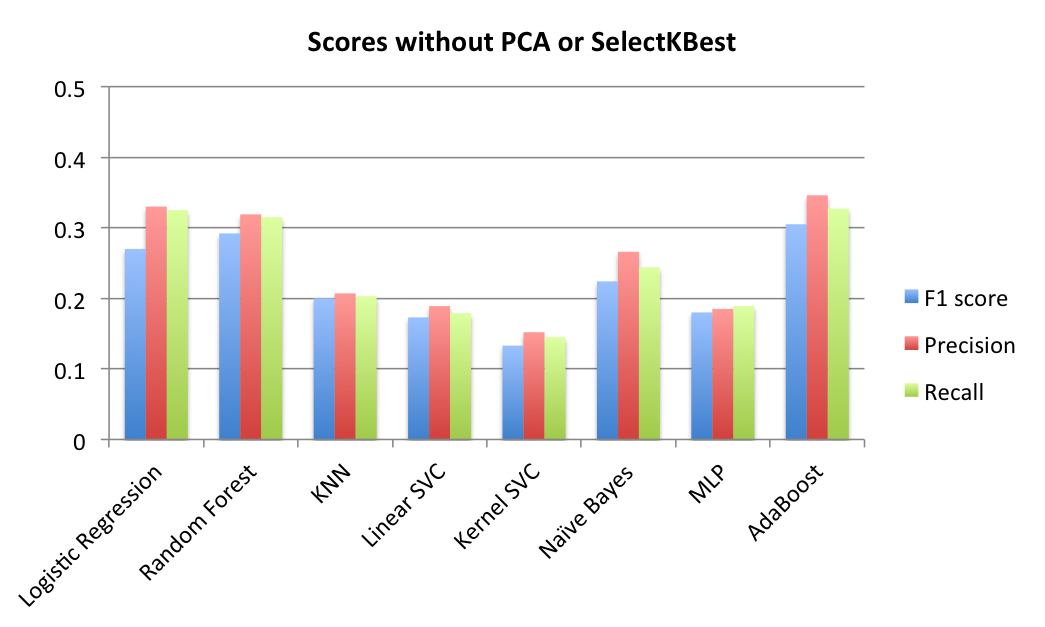 Scores without PCA or SelectKBest
0.5
0.4
0.3
0.2
0.1
0
Logistic Regression
Random Forest
KNN
Linear SVC
Kernel SVC
Naïve Bayes
MLP
AdaBoost
F1 score
Precision
Recall